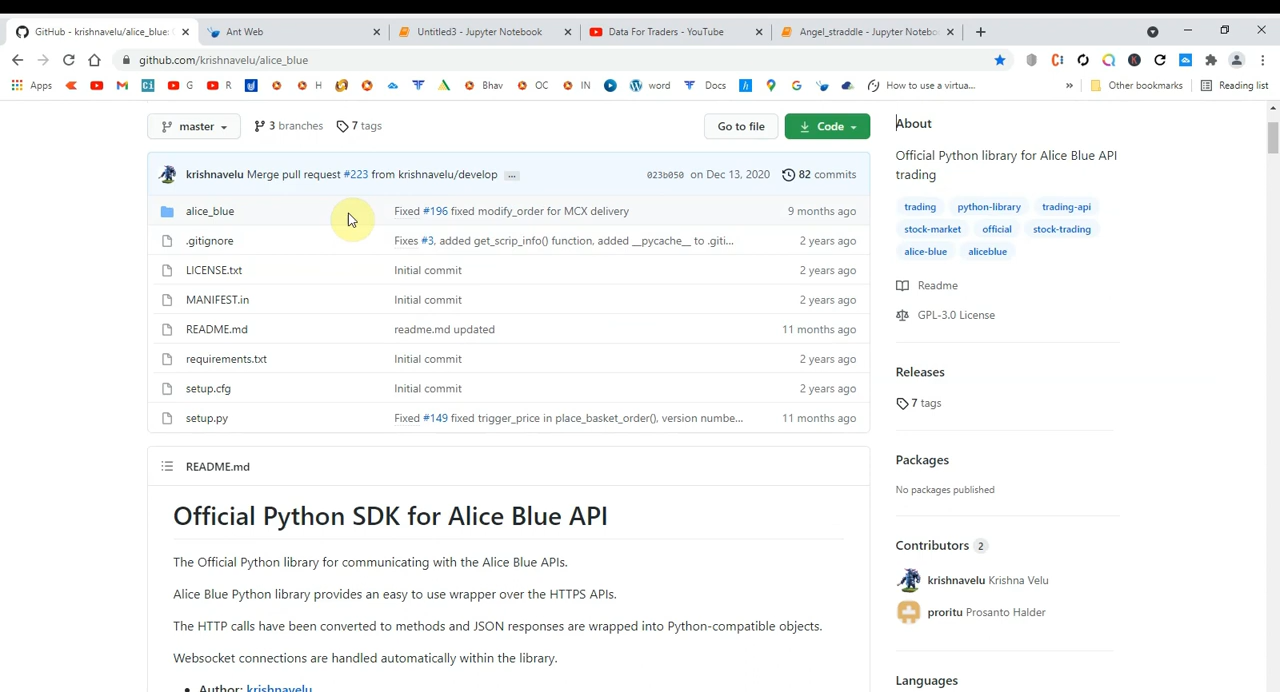 GitHub - krishnavelu/alice_blue: 
Ant Web
Untitled3 - Jupyter Notebook
Data For Traders - YouTube
Angel_straddle - Jupyter Noteboo
github.com/krishnavelu/alice_blue
Apps
G
R
H
Bhav
OC
IN
word
Docs
How to use a virtua...
»
Other bookmarks
Reading list
master
3 branches
7 tags
Go to file
Code
krishnavelu Merge pull request #223 from krishnavelu/develop ...
023b050 on Dec 13, 2020
82 commits
alice_blue
Fixed #196 fixed modify_order for MCX delivery
9 months ago
.gitignore
Fixes #3, added get_scrip_info() function, added __pycache__ to .giti...
2 years ago
LICENSE.txt
Initial commit
2 years ago
MANIFEST.in
Initial commit
2 years ago
README.md
readme.md updated
11 months ago
requirements.txt
Initial commit
2 years ago
setup.cfg
Initial commit
2 years ago
setup.py
Fixed #149 fixed trigger_price in place_basket_order(), version numbe...
11 months ago
README.md
Official Python SDK for Alice Blue API
The Official Python library for communicating with the Alice Blue APIs.
Alice Blue Python library provides an easy to use wrapper over the HTTPS APIs.
The HTTP calls have been converted to methods and JSON responses are wrapped into Python-compatible objects.
Websocket connections are handled automatically within the library.
• Author: krishnavelu
About
Official Python library for Alice Blue API
trading
trading
python-library
trading-api
stock-market
official
stock-trading
alice-blue
aliceblue
Readme
GPL-3.0 License
Releases
7 tags
Packages
No packages published
Contributors 2
krishnavelu Krishna Velu
proritu Prosanto Halder
Languages